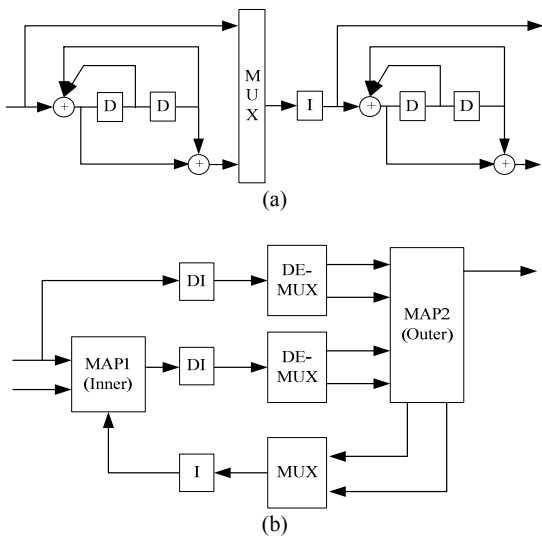 M
U
X
+ D D I + D D
+ +
(a)
DI
DE-
MUX
MAP2
(Outer)
MAP1
(Inner)
DI
DE-
MUX
I
MUX
(b)